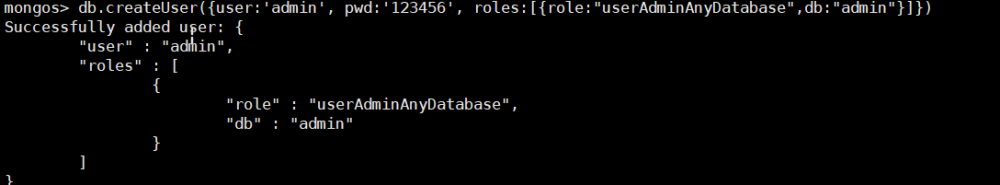 mongos> db.createUser({user:'admin', pwd:'123456', roles:[{role:"userAdminAnyDatabase",db:"admin"}]})
Successfully added user: {
        "user" : "admin",
        "roles" : [
                {
                        "role" : "userAdminAnyDatabase",
                        "db" : "admin"
                }
        ]
}